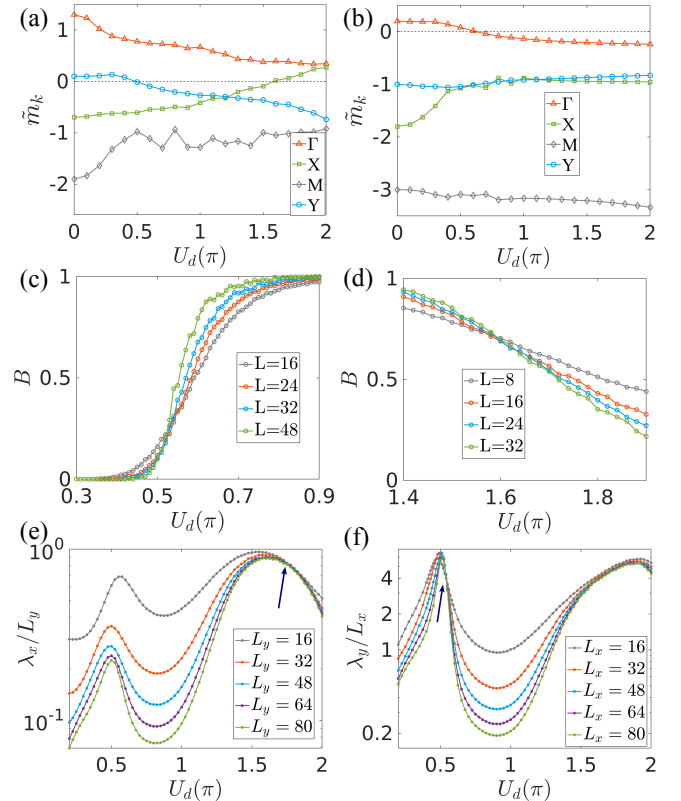 (a)
1
0
-1
-2
m̃_k
0 0.5 1 1.5 2
U_d(π)
Γ
X
M
Y
(b)
0
-1
-2
-3
m̃_k
0 0.5 1 1.5 2
U_d(π)
Γ
X
M
Y
(c)
1
0.5
0
B
0.3 0.5 0.7 0.9
U_d(π)
L=16
L=24
L=32
L=48
(d)
1
0.5
0
B
1.4 1.6 1.8
U_d(π)
L=8
L=16
L=24
L=32
(e)
10^0
10^-1
λ_x/L_y
0.5 1 1.5 2
U_d(π)
L_y = 16
L_y = 32
L_y = 48
L_y = 64
L_y = 80
(f)
4
1
0.2
λ_y/L_x
0.5 1 1.5 2
U_d(π)
L_x = 16
L_x = 32
L_x = 48
L_x = 64
L_x = 80